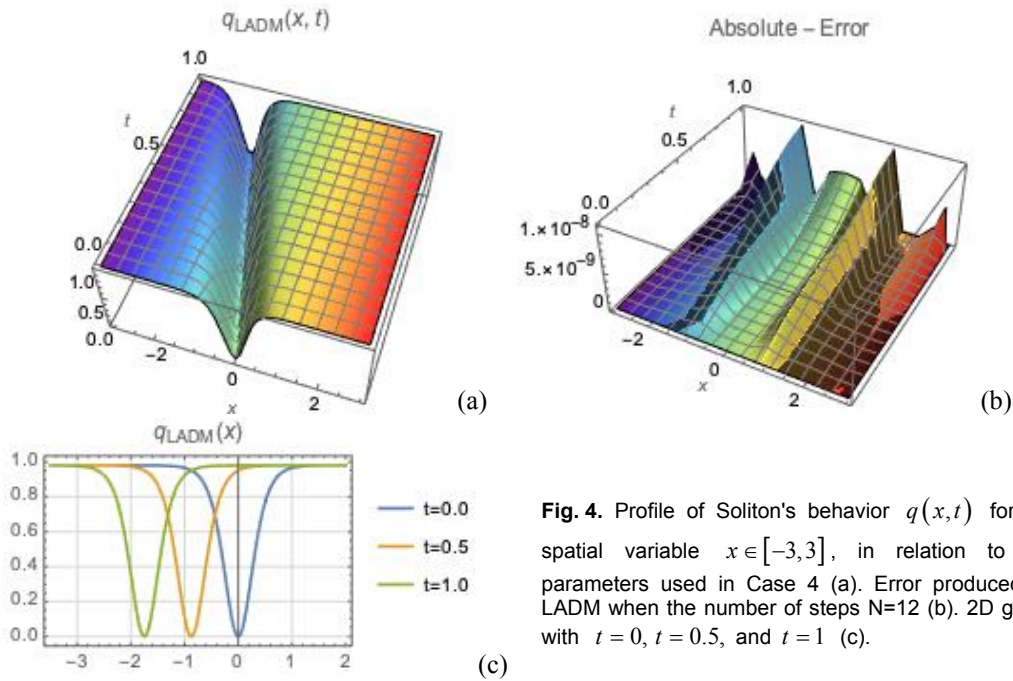 q_LADM(x, t)
1.0
t
0.5
0.0
1.0
0.5
0.0
−2
0
2
x
(a)
Absolute − Error
1.0
t
0.5
0.0
1.×10⁻⁸
5.×10⁻⁹
0
−2
0
2
x
(b)
q_LADM(x)
1.0
0.8
0.6
0.4
0.2
0.0
−3 −2 −1 0 1 2
t=0.0
t=0.5
t=1.0
(c)
Fig. 4. Profile of Soliton's behavior q(x,t) for
spatial variable x∈[−3,3], in relation to
parameters used in Case 4 (a). Error produced
LADM when the number of steps N=12 (b). 2D g
with t = 0, t = 0.5, and t = 1 (c).